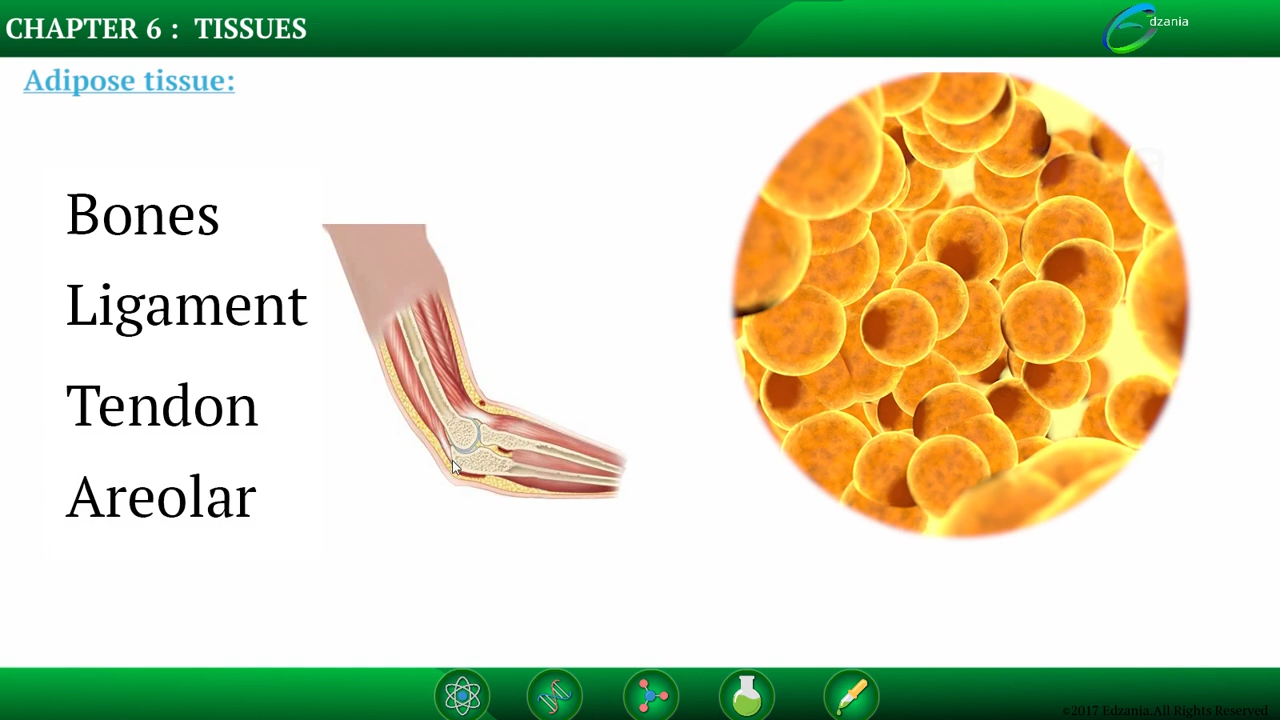 CHAPTER 6 : TISSUES
dzania
Adipose tissue:
Bones
Ligament
Tendon
Areolar
©2017 Edzania.All Rights Reserved